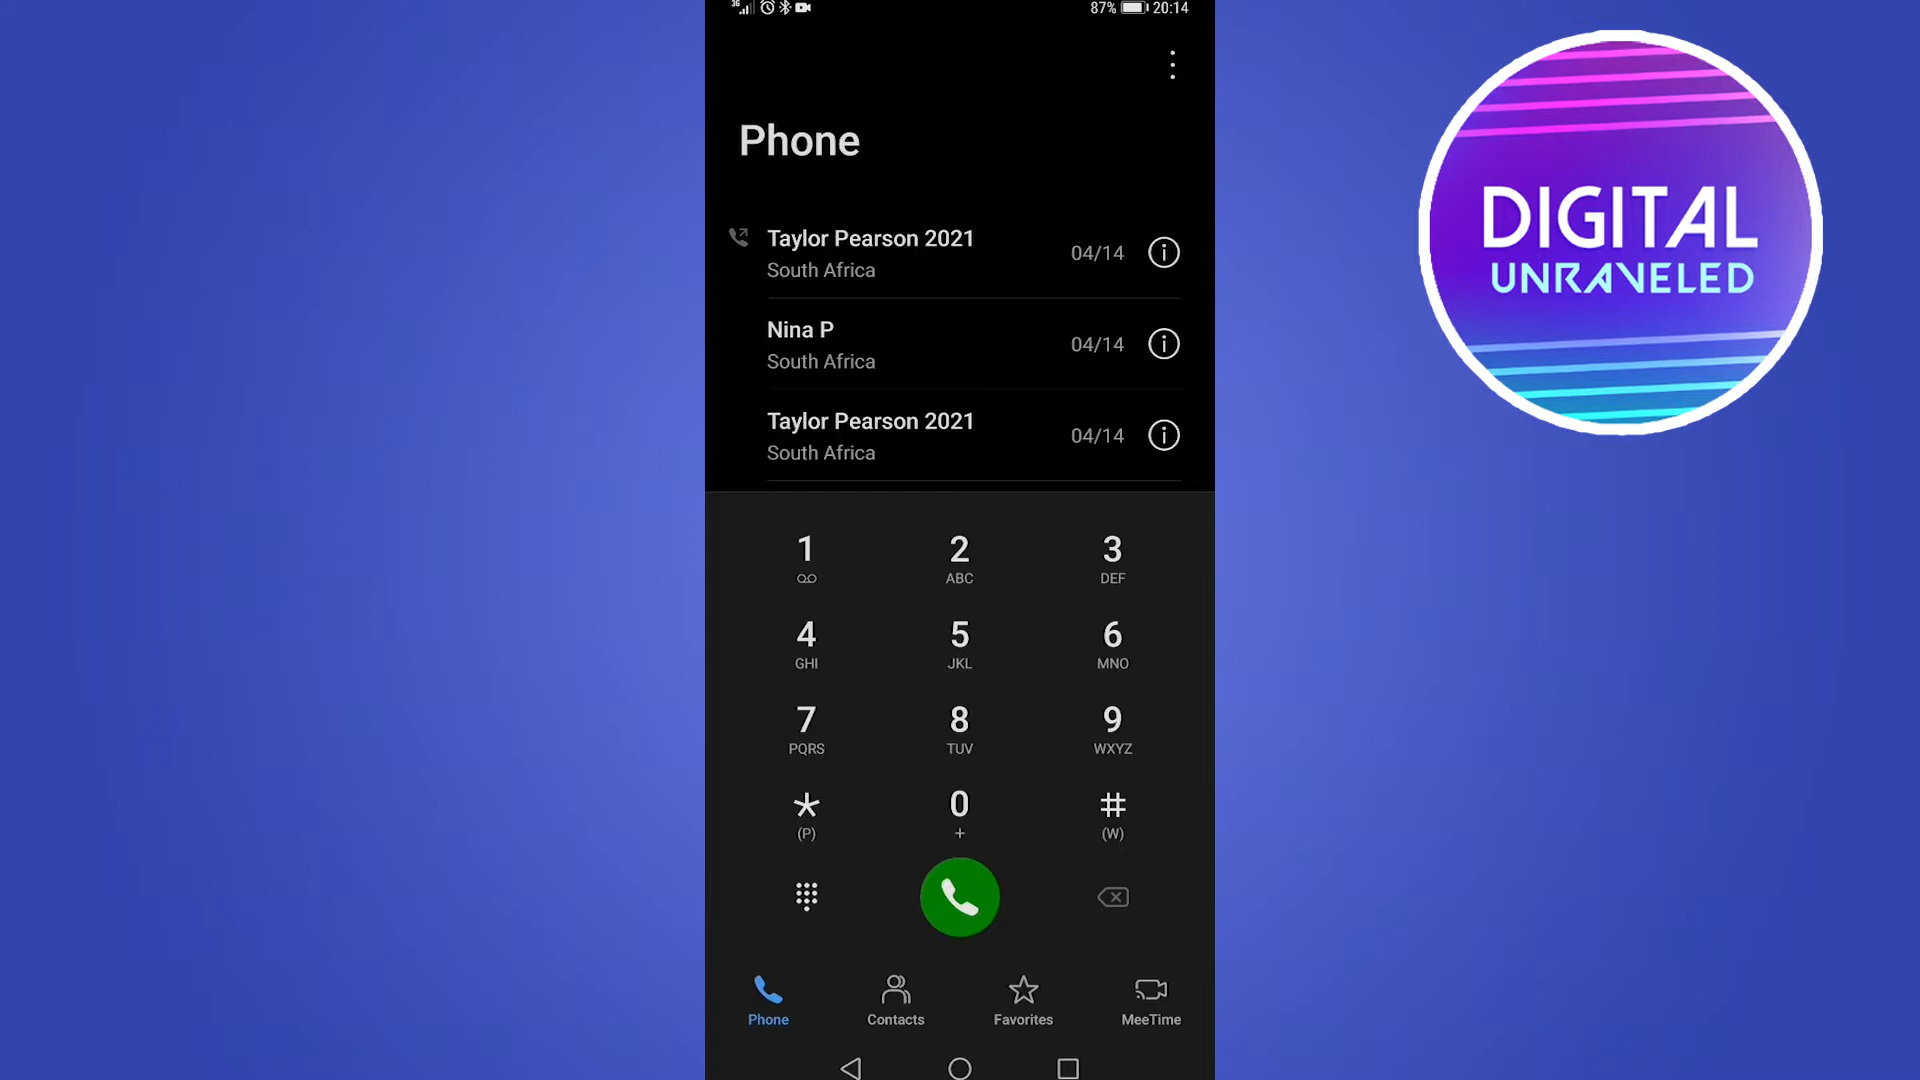 3G 87% 20:14
DIGITAL
UNRAVELED
Phone
Taylor Pearson 2021
South Africa
04/14
Nina P
South Africa
04/14
Taylor Pearson 2021
South Africa
04/14
1 2 3
ABC DEF
4 5 6
GHI JKL MNO
7 8 9
PQRS TUV WXYZ
* 0 #
(P) + (W)
Phone Contacts Favorites MeeTime